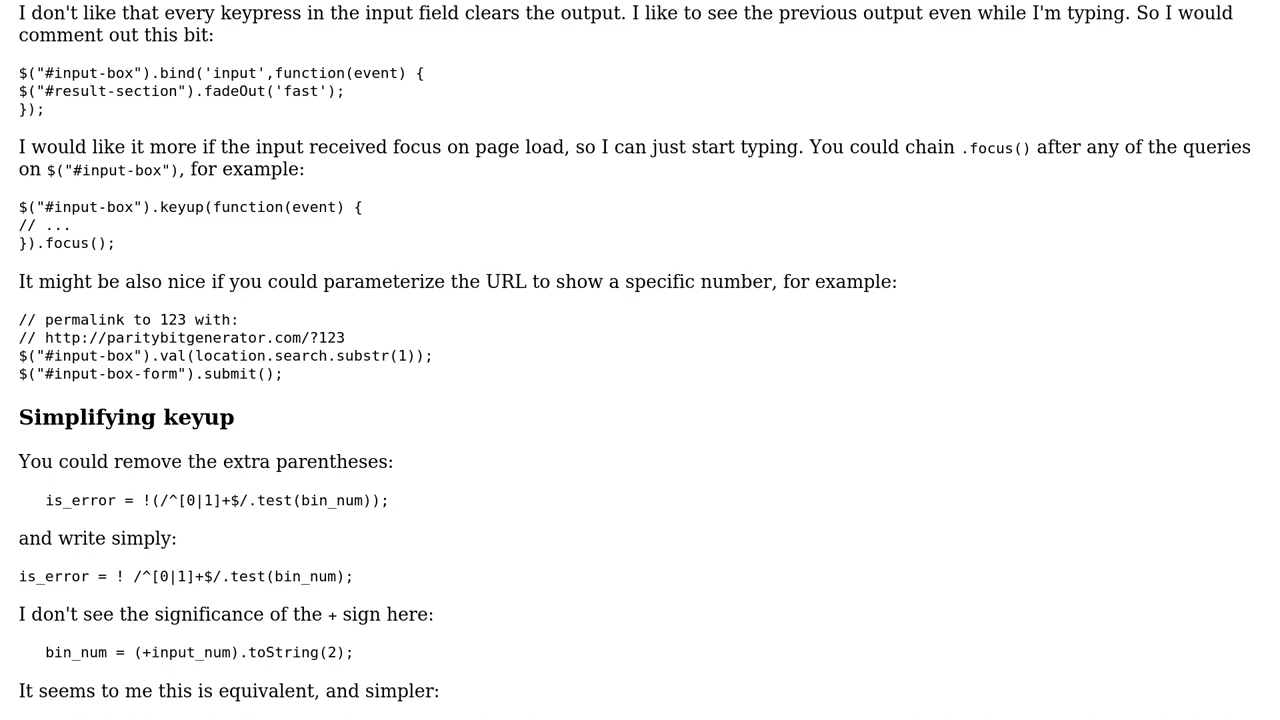 I don't like that every keypress in the input field clears the output. I like to see the previous output even while I'm typing. So I would
comment out this bit:
$("#input-box").bind('input',function(event) {
$("#result-section").fadeOut('fast');
});
I would like it more if the input received focus on page load, so I can just start typing. You could chain .focus() after any of the queries
on $("#input-box"), for example:
$("#input-box").keyup(function(event) {
// ...
}).focus();
It might be also nice if you could parameterize the URL to show a specific number, for example:
// permalink to 123 with:
// http://paritybitgenerator.com/?123
$("#input-box").val(location.search.substr(1));
$("#input-box-form").submit();
Simplifying keyup
You could remove the extra parentheses:
is_error = !(/^[0|1]+$/.test(bin_num));
and write simply:
is_error = ! /^[0|1]+$/.test(bin_num);
I don't see the significance of the + sign here:
bin_num = (+input_num).toString(2);
It seems to me this is equivalent, and simpler: